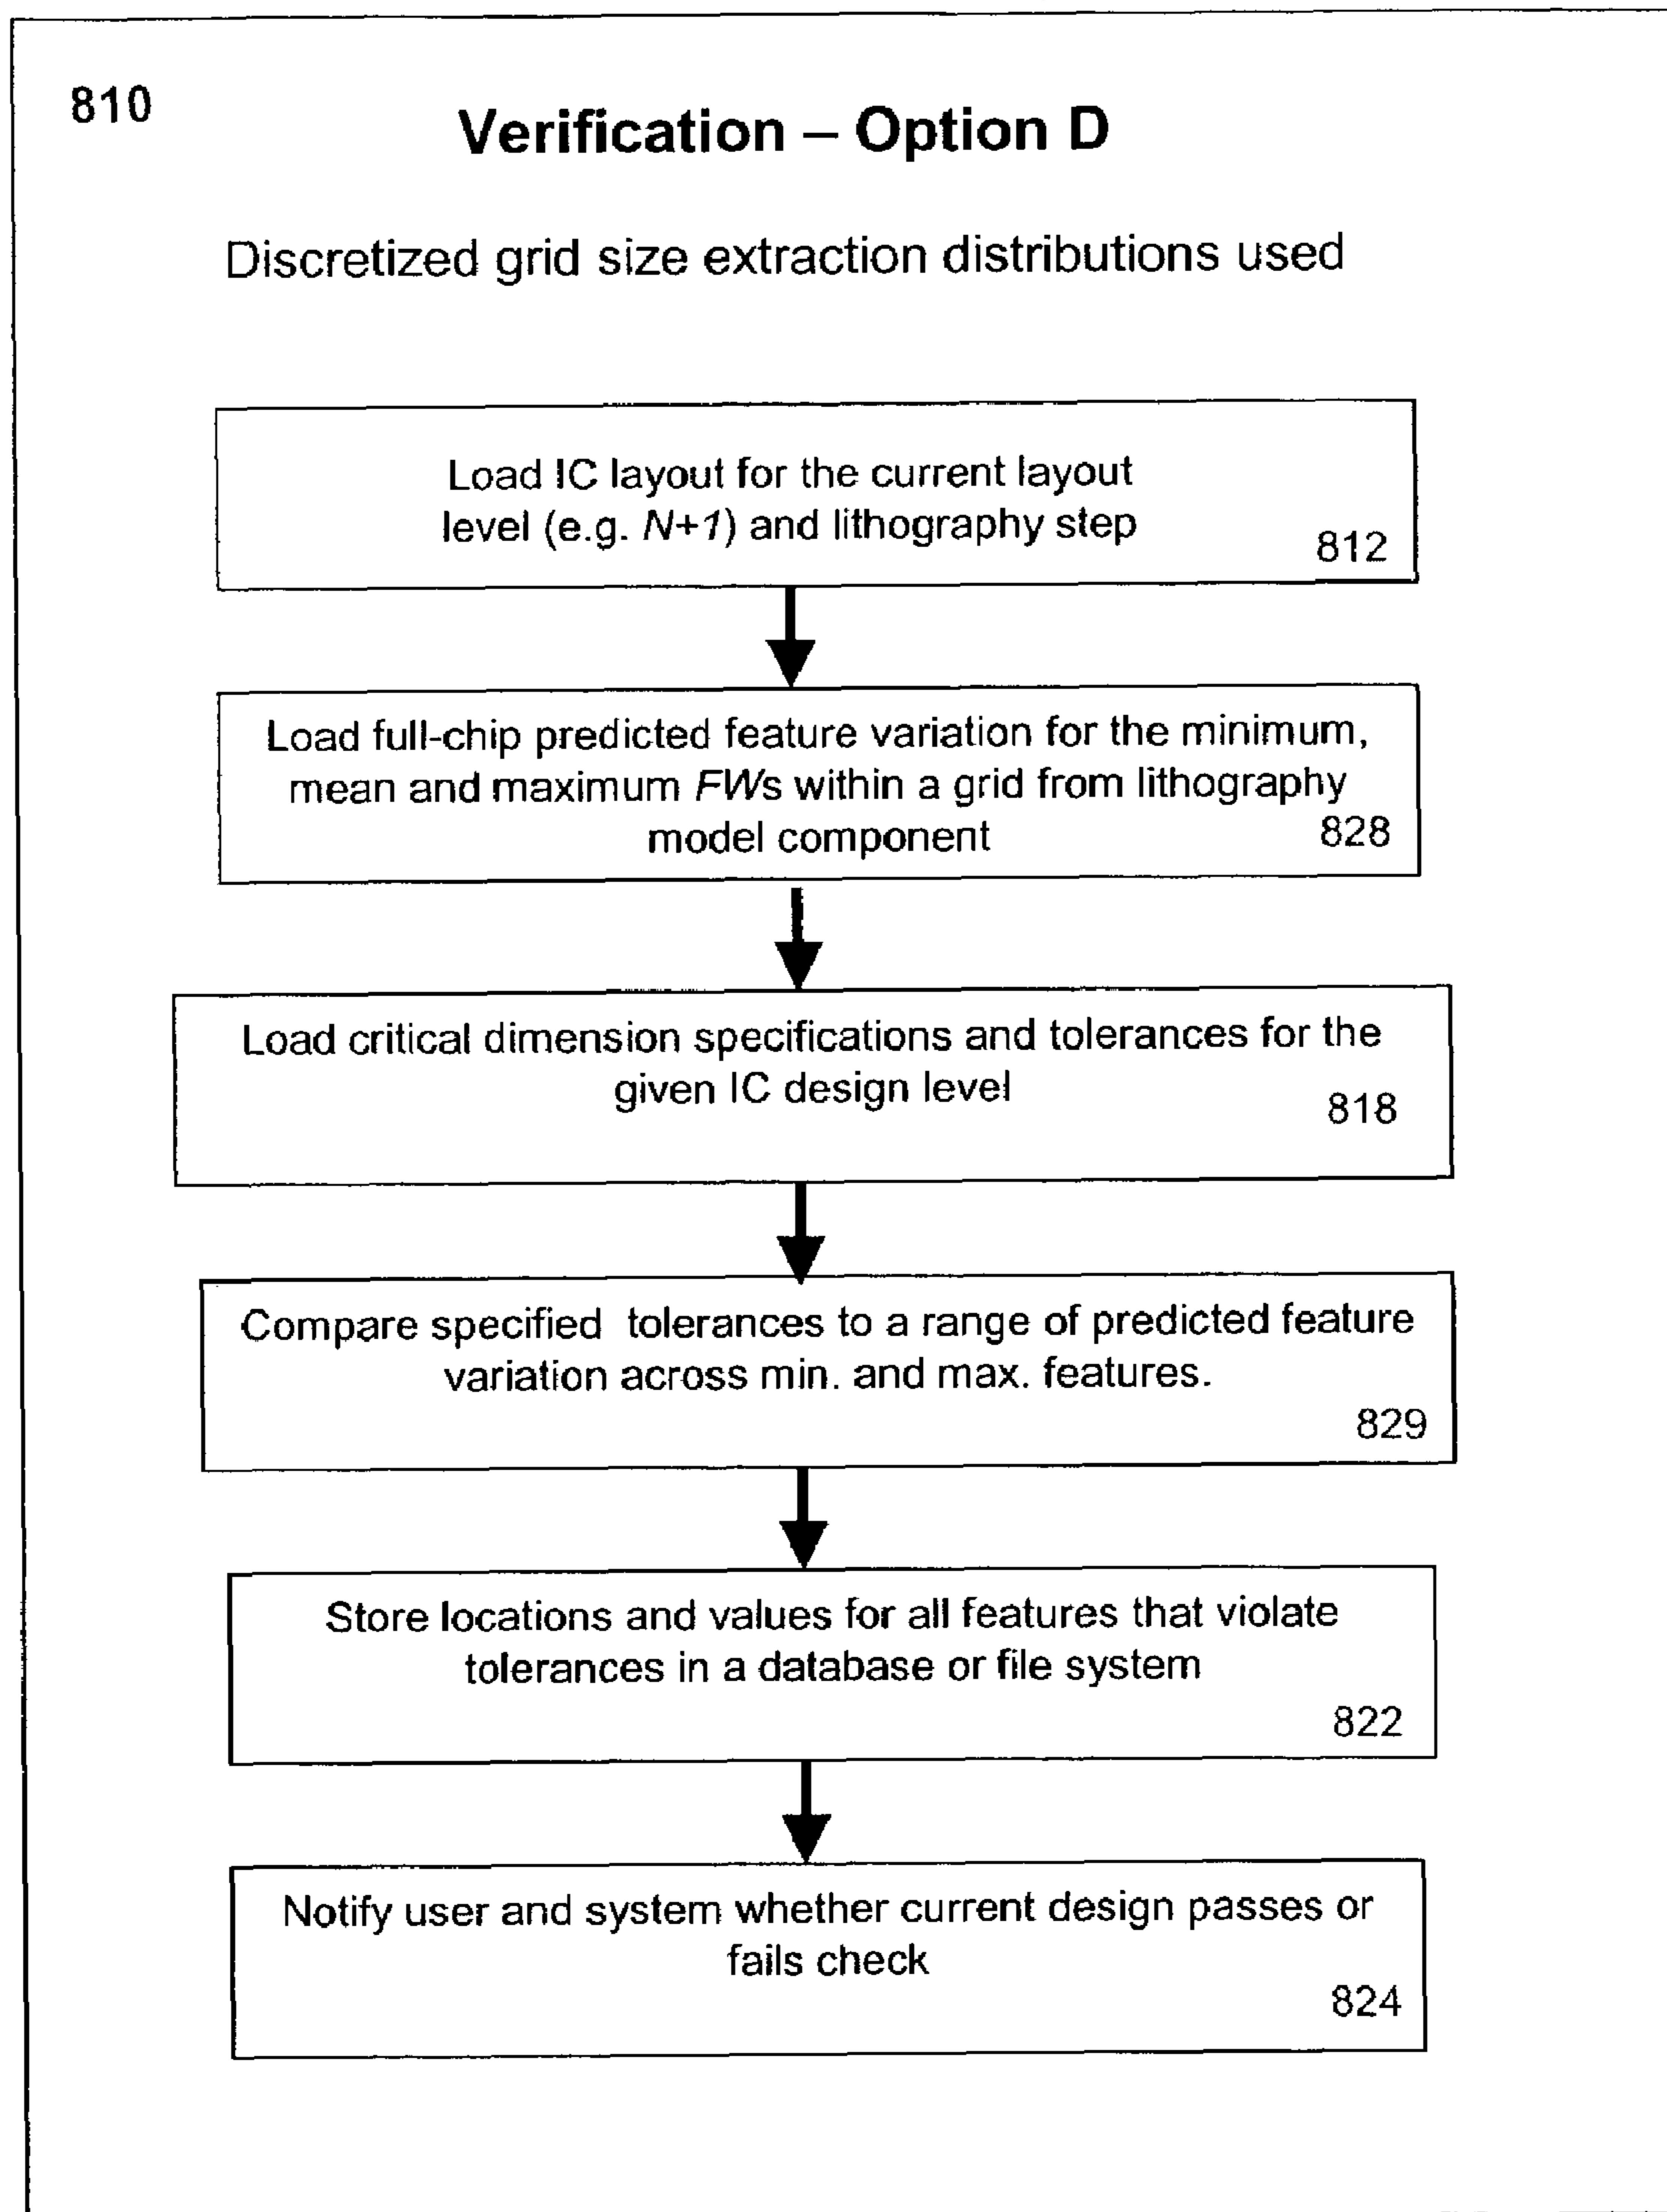 810
Verification – Option D
Discretized grid size extraction distributions used
Load IC layout for the current layout
level (e.g. N+1) and lithography step
812
Load full-chip predicted feature variation for the minimum,
mean and maximum FWs within a grid from lithography
model component
828
Load critical dimension specifications and tolerances for the
given IC design level
818
Compare specified tolerances to a range of predicted feature
variation across min. and max. features.
829
Store locations and values for all features that violate
tolerances in a database or file system
822
Notify user and system whether current design passes or
fails check
824